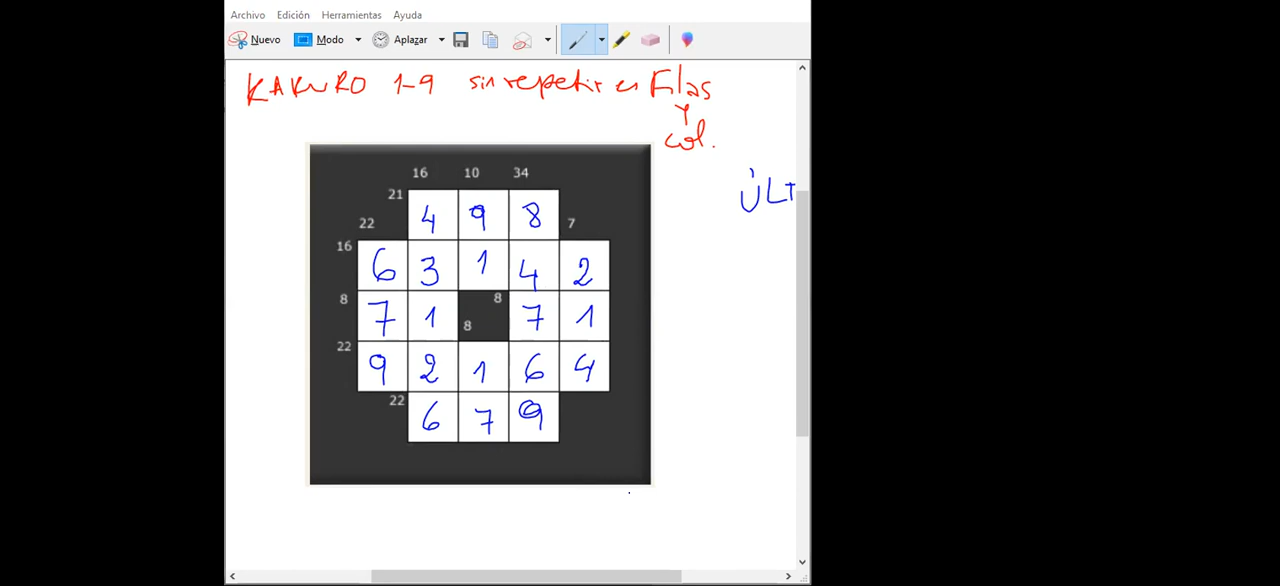 Archivo Edición Herramientas Ayuda
Nuevo Modo Aplazar
KAKURO 1-9 sin repetir en Filas
y
col.
ÚLT
16 10 34
21 4 9 8
22 7
16 6 3 1 4 2
8 7 1 8 7 1
8
22 9 2 1 6 4
22 6 7 9